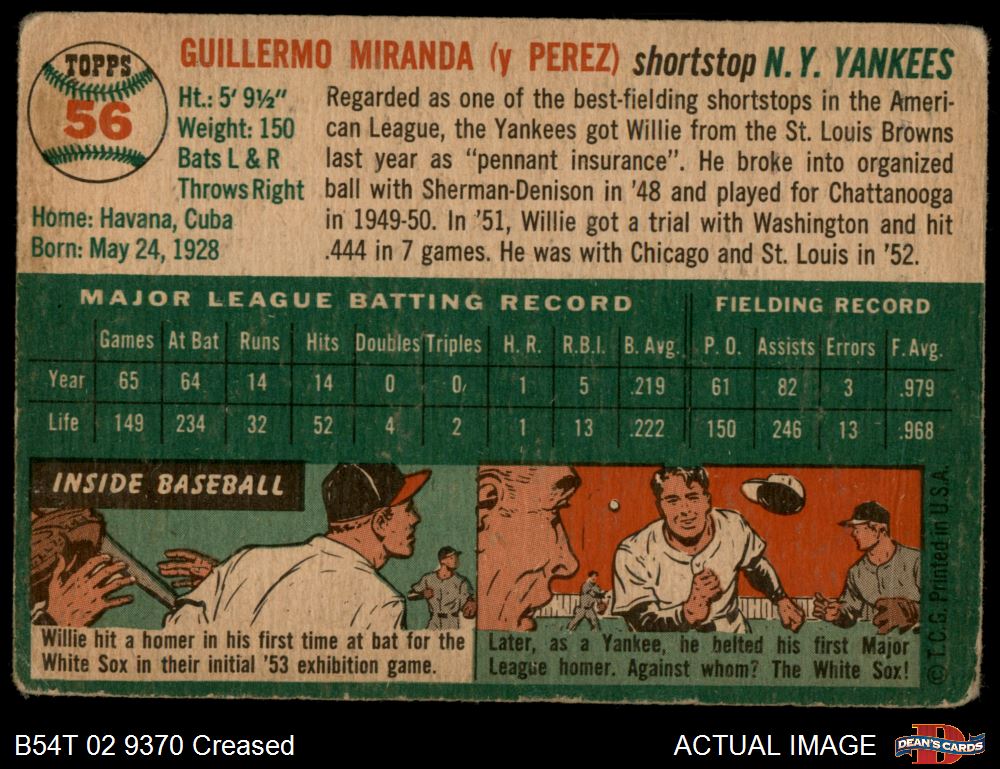 TOPPS
56
GUILLERMO MIRANDA (y PEREZ) shortstop N.Y. YANKEES
Ht.: 5' 9½"
Weight: 150
Bats L & R
Throws Right
Home: Havana, Cuba
Born: May 24, 1928
Regarded as one of the best-fielding shortstops in the Ameri-
can League, the Yankees got Willie from the St. Louis Browns
last year as "pennant insurance". He broke into organized
ball with Sherman-Denison in '48 and played for Chattanooga
in 1949-50. In '51, Willie got a trial with Washington and hit
.444 in 7 games. He was with Chicago and St. Louis in '52.
MAJOR LEAGUE BATTING RECORD FIELDING RECORD
Games At Bat Runs Hits Doubles Triples H. R. R.B.I. B. Avg. P. O. Assists Errors F. Avg.
Year 65 64 14 14 0 0 1 5 .219 61 82 3 .979
Life 149 234 32 52 4 2 1 13 .222 150 246 13 .968
INSIDE BASEBALL
Willie hit a homer in his first time at bat for the
White Sox in their initial '53 exhibition game.
Later, as a Yankee, he belted his first Major
League homer. Against whom? The White Sox!
© T.C.G. Printed in U.S.A.
B54T 02 9370 Creased
ACTUAL IMAGE
D
DEAN'S CARDS